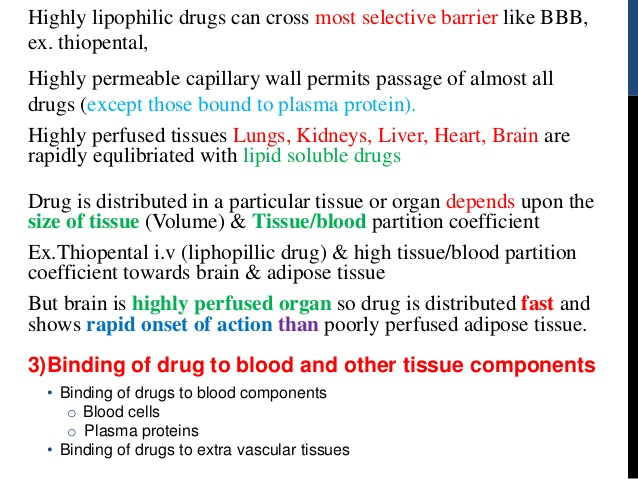 Highly lipophilic drugs can cross most selective barrier like BBB,
ex. thiopental,
Highly permeable capillary wall permits passage of almost all
drugs (except those bound to plasma protein).
Highly perfused tissues Lungs, Kidneys, Liver, Heart, Brain are
rapidly equlibriated with lipid soluble drugs
Drug is distributed in a particular tissue or organ depends upon the
size of tissue (Volume) & Tissue/blood partition coefficient
Ex.Thiopental i.v (liphopillic drug) & high tissue/blood partition
coefficient towards brain & adipose tissue
But brain is highly perfused organ so drug is distributed fast and
shows rapid onset of action than poorly perfused adipose tissue.
3)Binding of drug to blood and other tissue components
• Binding of drugs to blood components
o Blood cells
o Plasma proteins
• Binding of drugs to extra vascular tissues